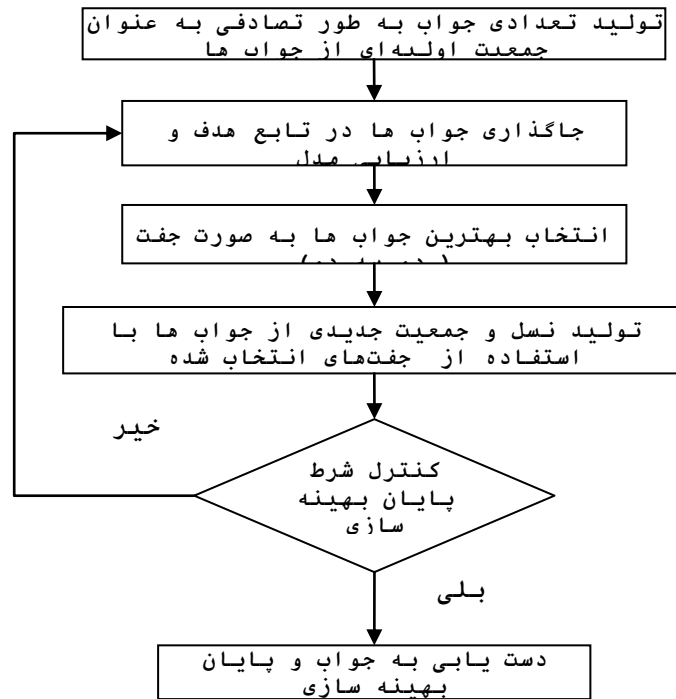 تولید تعدادی جواب به طور تصادفی به عنوان
جمعیت اولیه‌ای از جواب ها
جاگذاری جواب ها در تابع هدف و
ارزیابی مدل
انتخاب بهترین جواب ها به صورت جفت
تولید نسل و جمعیت جدیدی از جواب ها با
استفاده از جفت‌های انتخاب شده
خیر
کنترل شرط
پایان بهینه
سازی
بلی
دست یابی به جواب و پایان
بهینه سازی